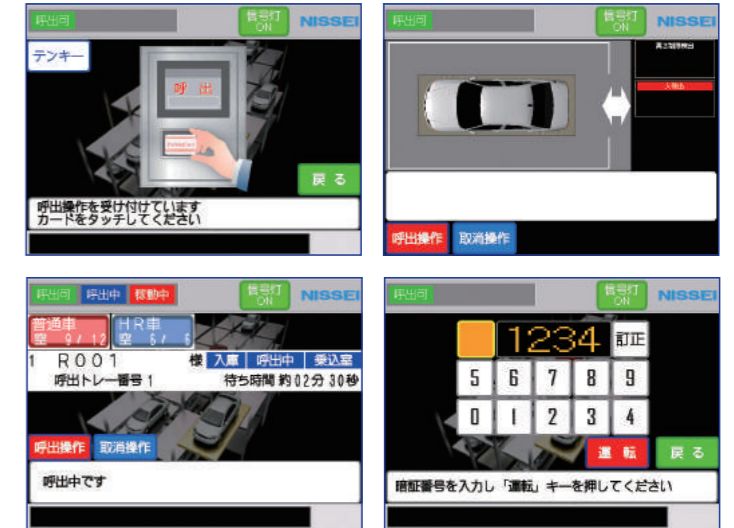 呼出可
信号灯
ON
NISSEI
テンキー
呼 出
戻 る
呼出操作を受け付けています
カードをタッチしてください
呼出可
信号灯
ON
NISSEI
呼出操作
取消操作
呼出可
呼出中
稼動中
信号灯
ON
NISSEI
普通車
空 9/ 12
HR車
空 6/ 6
1 R001 様 入庫 呼出中 乗込室
呼出トレー番号 1 待ち時間 約 02分 30秒
呼出操作
取消操作
呼出中です
呼出可
信号灯
ON
NISSEI
1234
訂正
5 6 7 8 9
0 1 2 3 4
運 転
戻 る
暗証番号を入力し「運転」キーを押してください